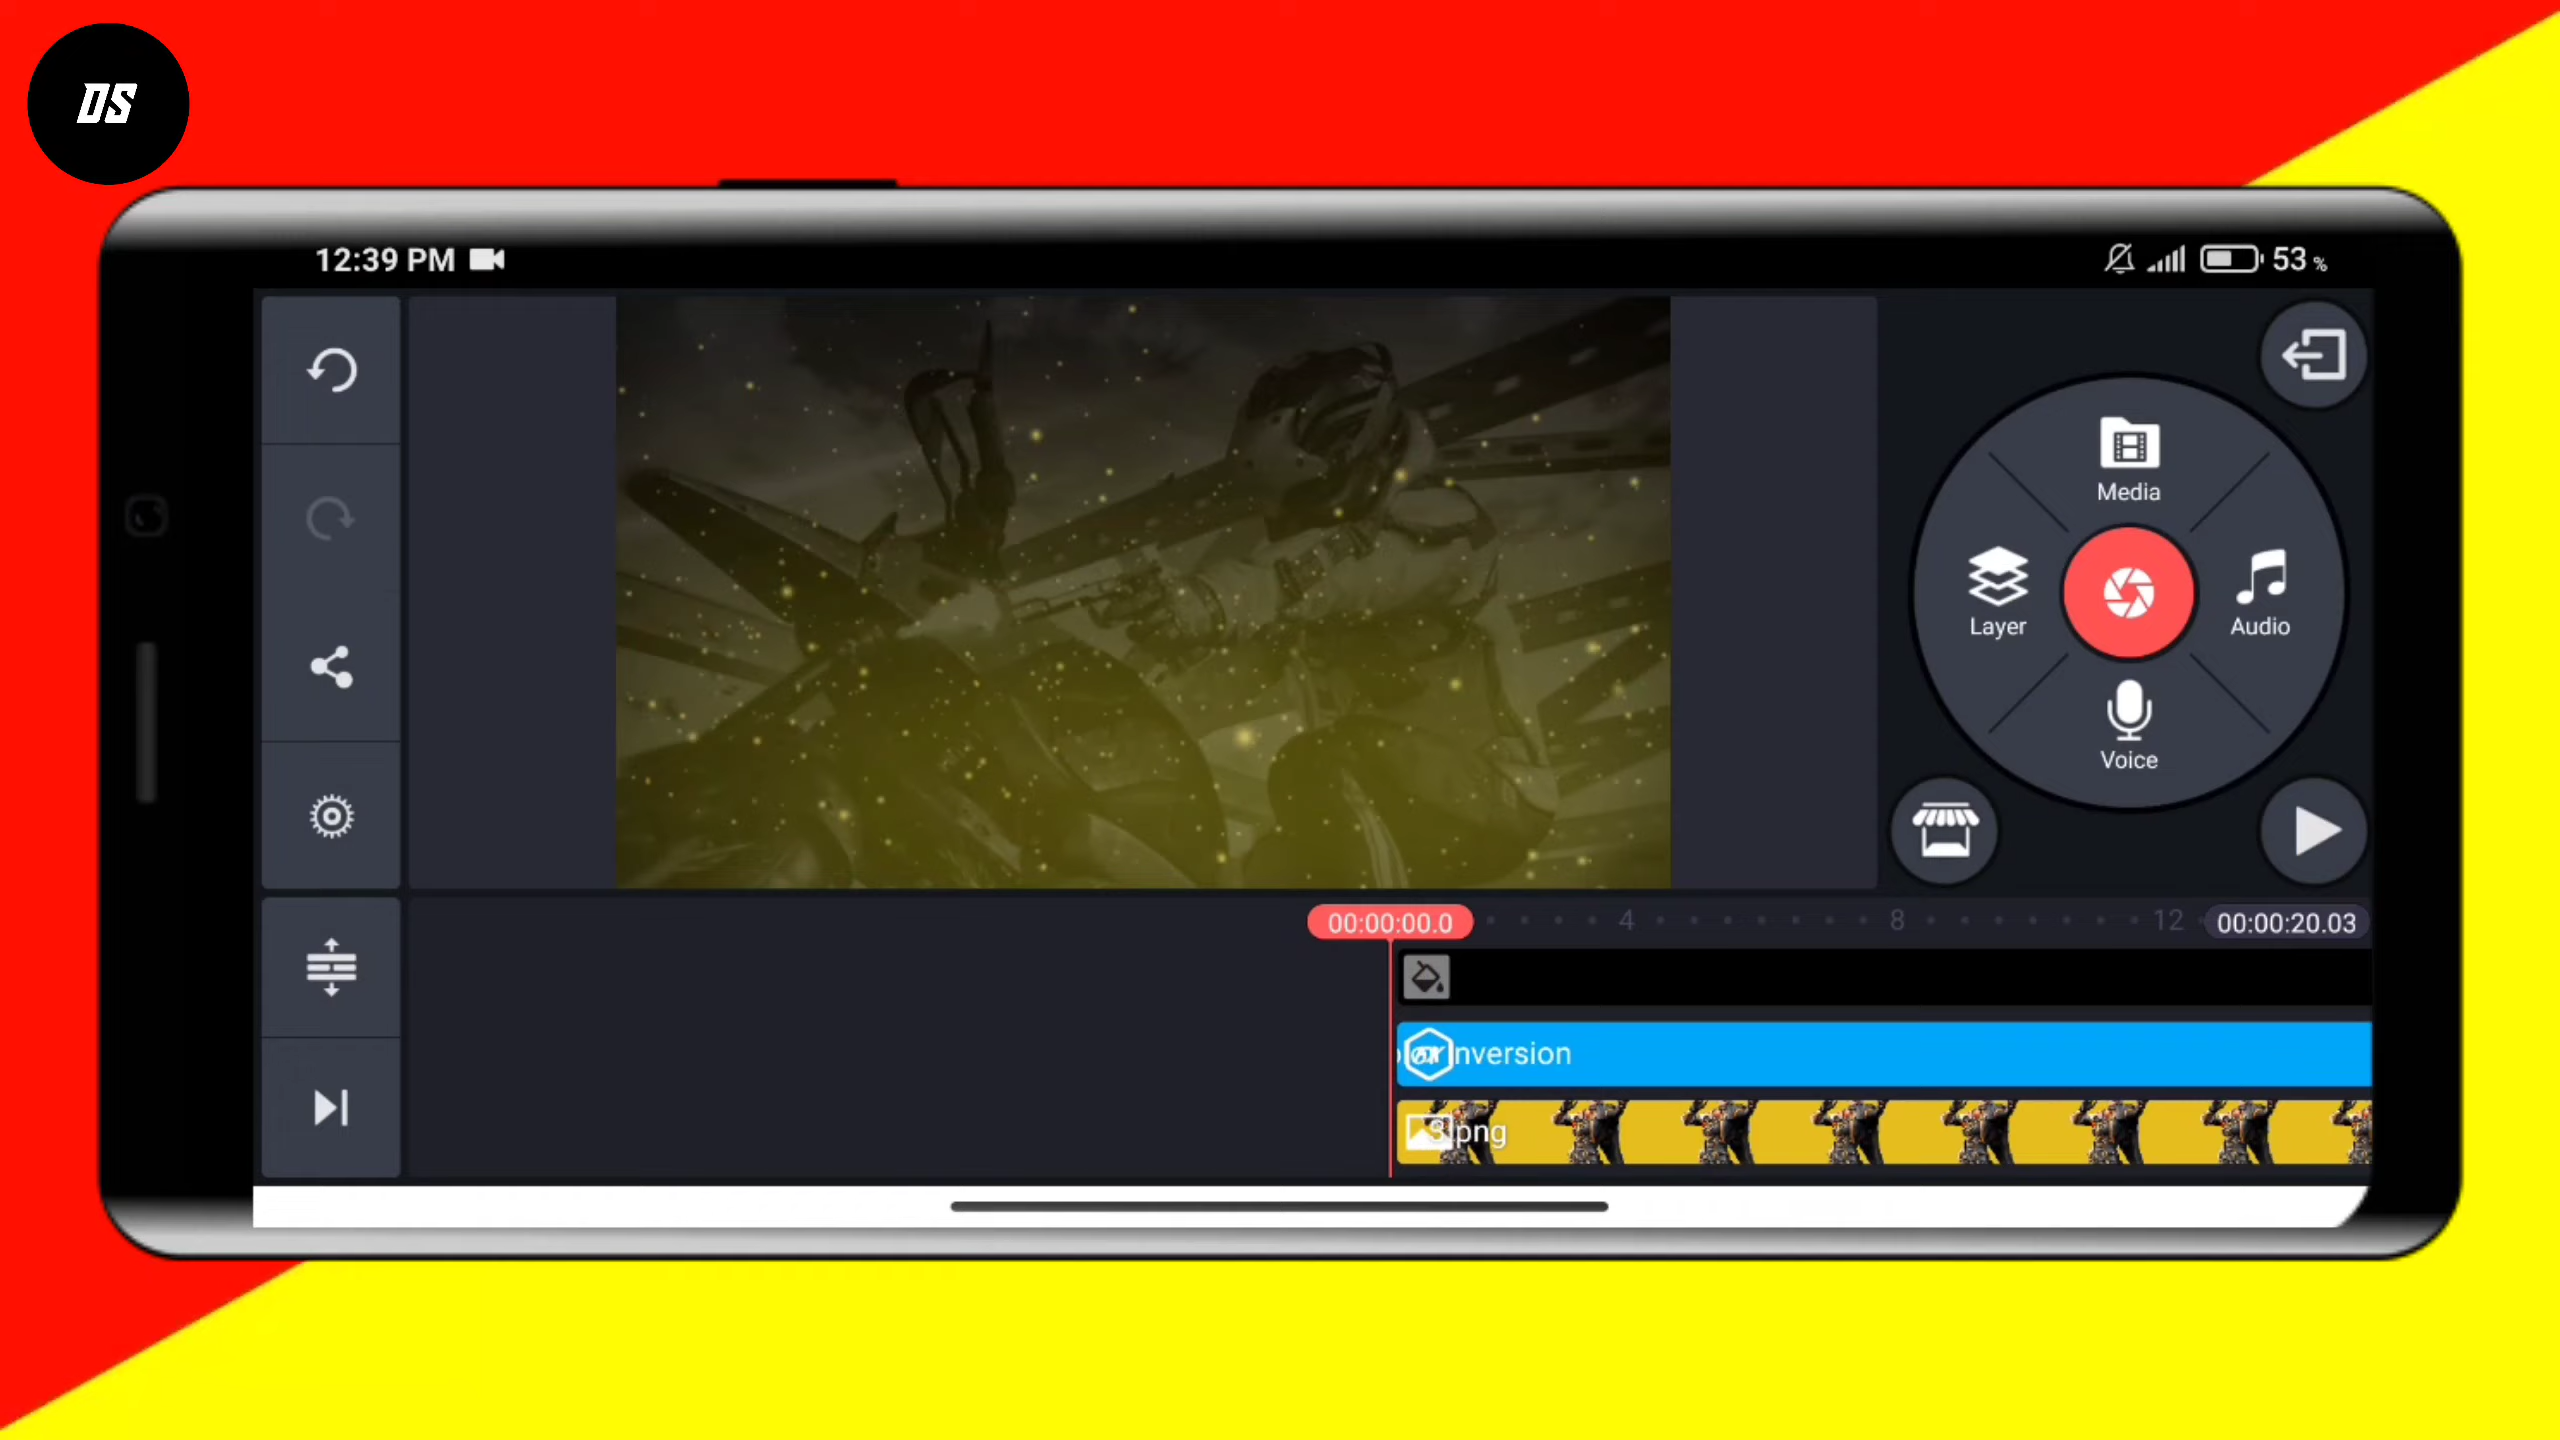 DS
12:39 PM
53 %
Media
Layer
Audio
Voice
00:00:00.0
4
8
12
00:00:20.03
nversion
png